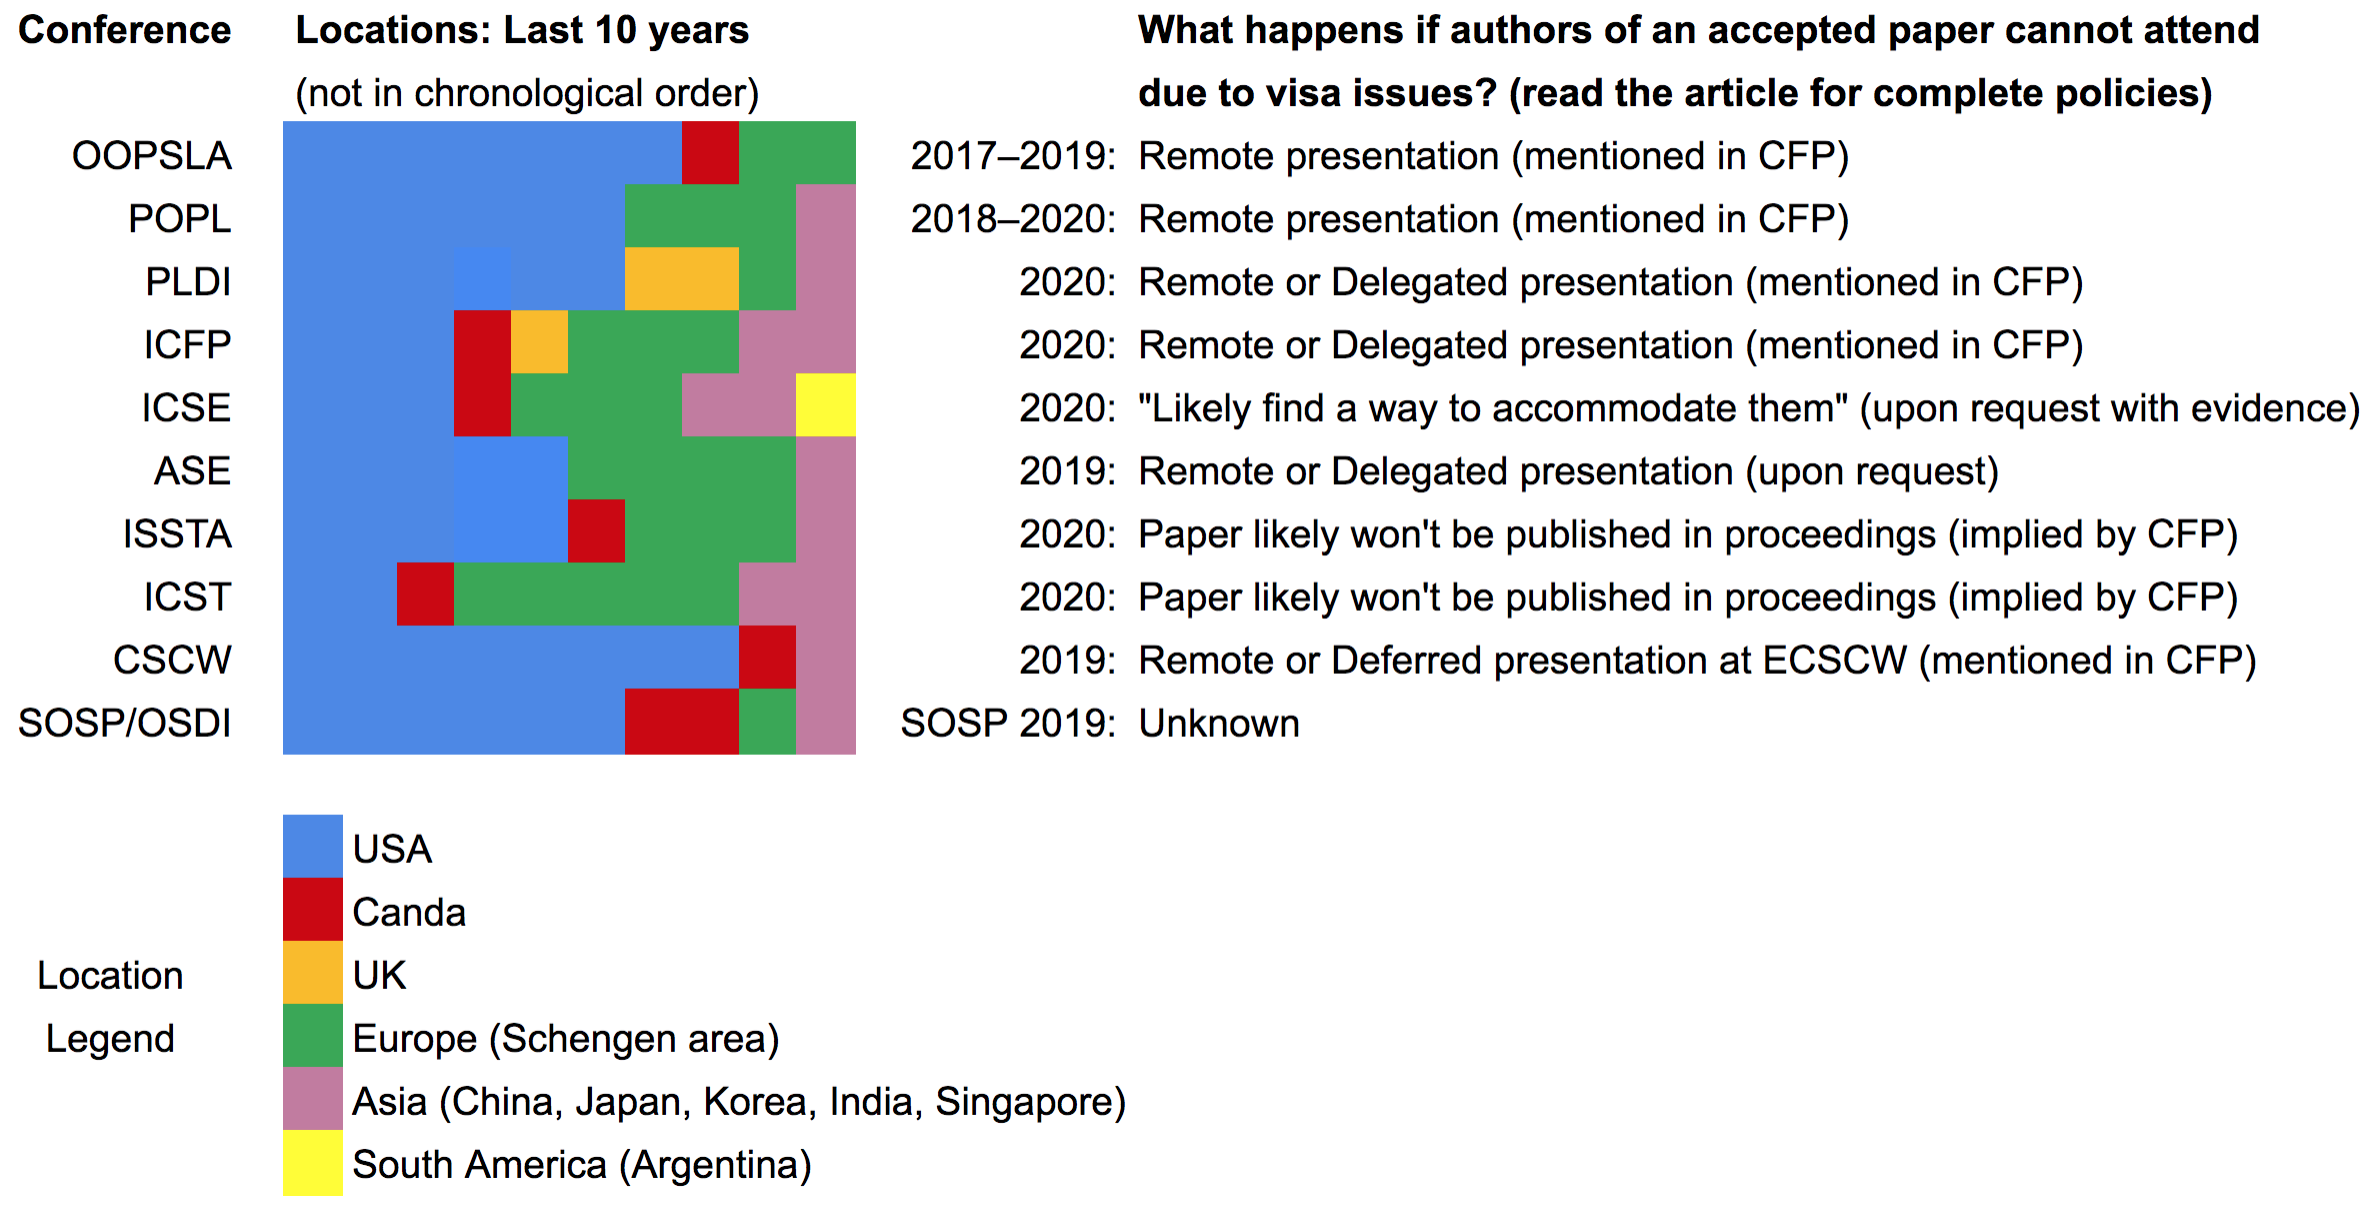 Conference Locations: Last 10 years What happens if authors of an accepted paper cannot attend
(not in chronological order) due to visa issues? (read the article for complete policies)
OOPSLA 2017–2019: Remote presentation (mentioned in CFP)
POPL 2018–2020: Remote presentation (mentioned in CFP)
PLDI 2020: Remote or Delegated presentation (mentioned in CFP)
ICFP 2020: Remote or Delegated presentation (mentioned in CFP)
ICSE 2020: "Likely find a way to accommodate them" (upon request with evidence)
ASE 2019: Remote or Delegated presentation (upon request)
ISSTA 2020: Paper likely won't be published in proceedings (implied by CFP)
ICST 2020: Paper likely won't be published in proceedings (implied by CFP)
CSCW 2019: Remote or Deferred presentation at ECSCW (mentioned in CFP)
SOSP/OSDI SOSP 2019: Unknown
USA
Canda
Location UK
Legend Europe (Schengen area)
Asia (China, Japan, Korea, India, Singapore)
South America (Argentina)